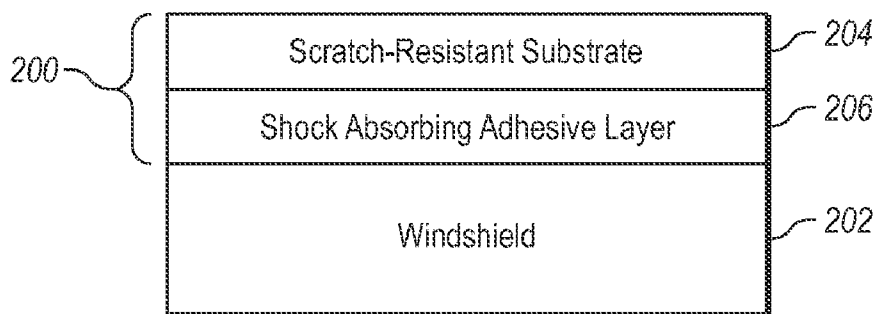 Scratch-Resistant Substrate
204
200
Shock Absorbing Adhesive Layer
206
Windshield
202